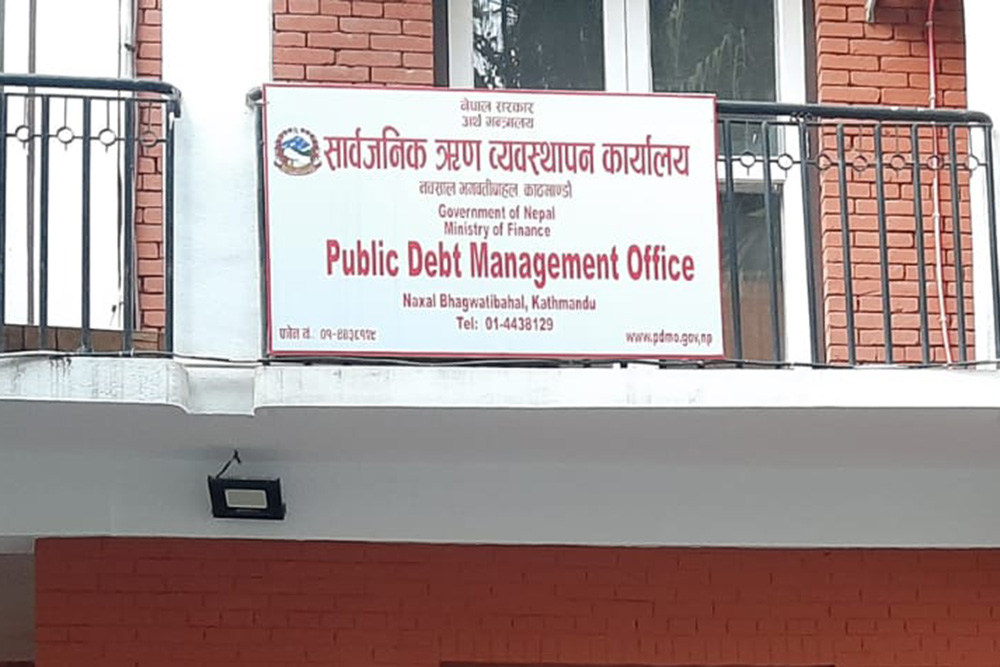 नेपाल सरकार
अर्थ मन्त्रालय
सार्वजनिक ऋण व्यवस्थापन कार्यालय
नक्साल भगवतीबहाल काठमाण्डौ
Government of Nepal
Ministry of Finance
Public Debt Management Office
Naxal Bhagwatibahal, Kathmandu
Tel: 01-4438129
फोन नं. ०१-४४३८१२९
www.pdmo.gov,np